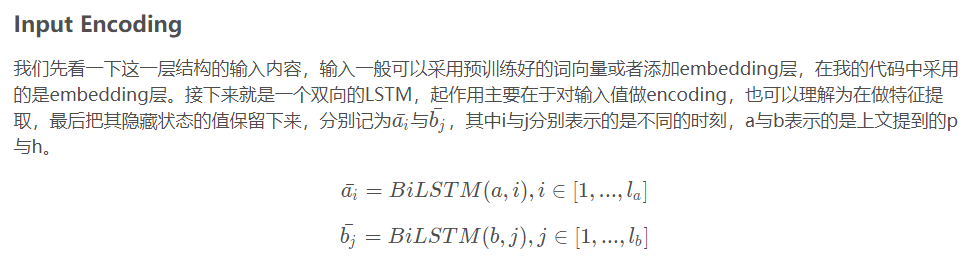 Input Encoding
我们先看一下这一层结构的输入内容，输入一般可以采用预训练好的词向量或者添加embedding层，在我的代码中采用
的是embedding层。接下来就是一个双向的LSTM，起作用主要在于对输入值做encoding，也可以理解为在做特征提
取，最后把其隐藏状态的值保留下来，分别记为$\bar{a_i}$与$\bar{b_j}$，其中i与j分别表示的是不同的时刻，a与b表示的是上文提到的p
与h。
$\bar{a_i} = BiLSTM(a, i), i \in [1, ..., l_a]$
$\bar{b_j} = BiLSTM(b, j), j \in [1, ..., l_b]$